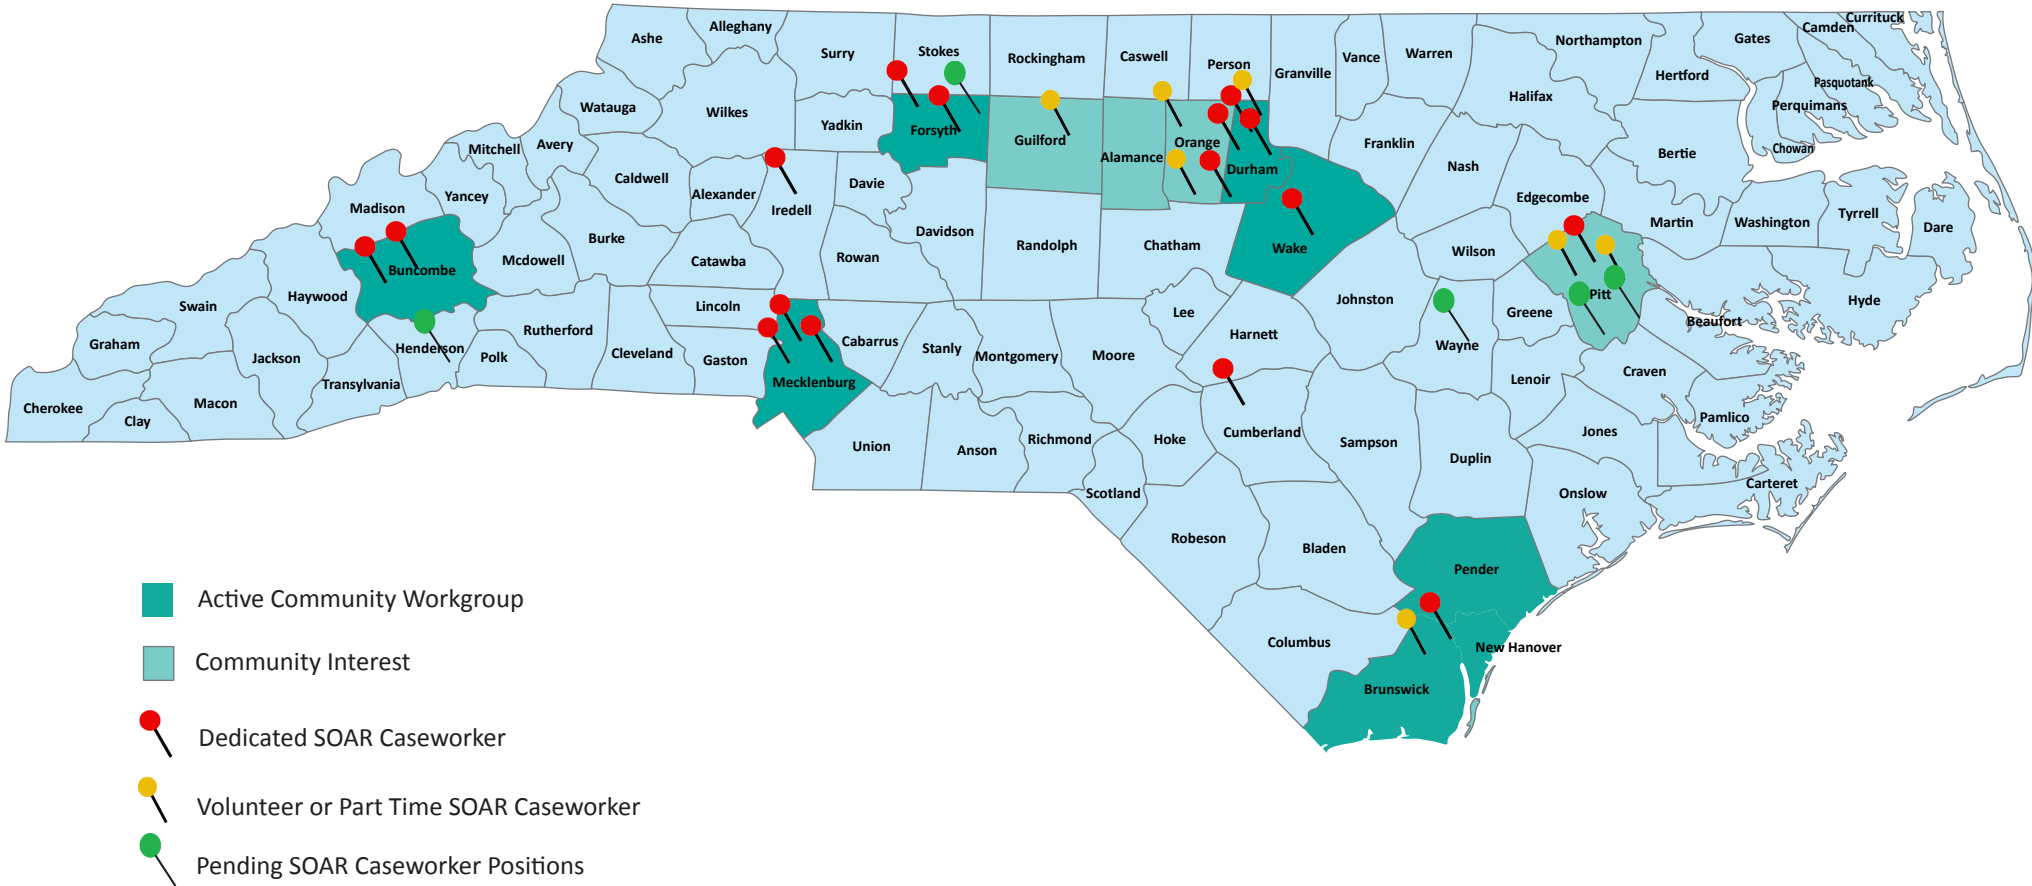 Ashe
Alleghany
Surry
Stokes
Rockingham
Caswell
Person
Granville
Vance
Warren
Northampton
Gates
Camden
Currituck
Hertford
Pasquotank
Perquimans
Halifax
Watauga
Wilkes
Yadkin
Forsyth
Guilford
Alamance
Orange
Durham
Franklin
Nash
Bertie
Chowan
Mitchell
Avery
Caldwell
Alexander
Iredell
Davie
Yancey
Madison
Edgecombe
Martin
Washington
Tyrrell
Dare
Burke
Davidson
Randolph
Chatham
Wake
Wilson
Buncombe
Mcdowell
Catawba
Rowan
Haywood
Swain
Lincoln
Johnston
Greene
Pitt
Hyde
Beaufort
Lee
Harnett
Rutherford
Graham
Jackson
Henderson
Polk
Cleveland
Gaston
Cabarrus
Stanly
Montgomery
Moore
Wayne
Lenoir
Craven
Transylvania
Mecklenburg
Cherokee
Clay
Macon
Pamlico
Union
Anson
Richmond
Hoke
Cumberland
Sampson
Duplin
Jones
Scotland
Onslow
Carteret
Robeson
Bladen
Pender
Columbus
New Hanover
Brunswick
Active Community Workgroup
Community Interest
Dedicated SOAR Caseworker
Volunteer or Part Time SOAR Caseworker
Pending SOAR Caseworker Positions